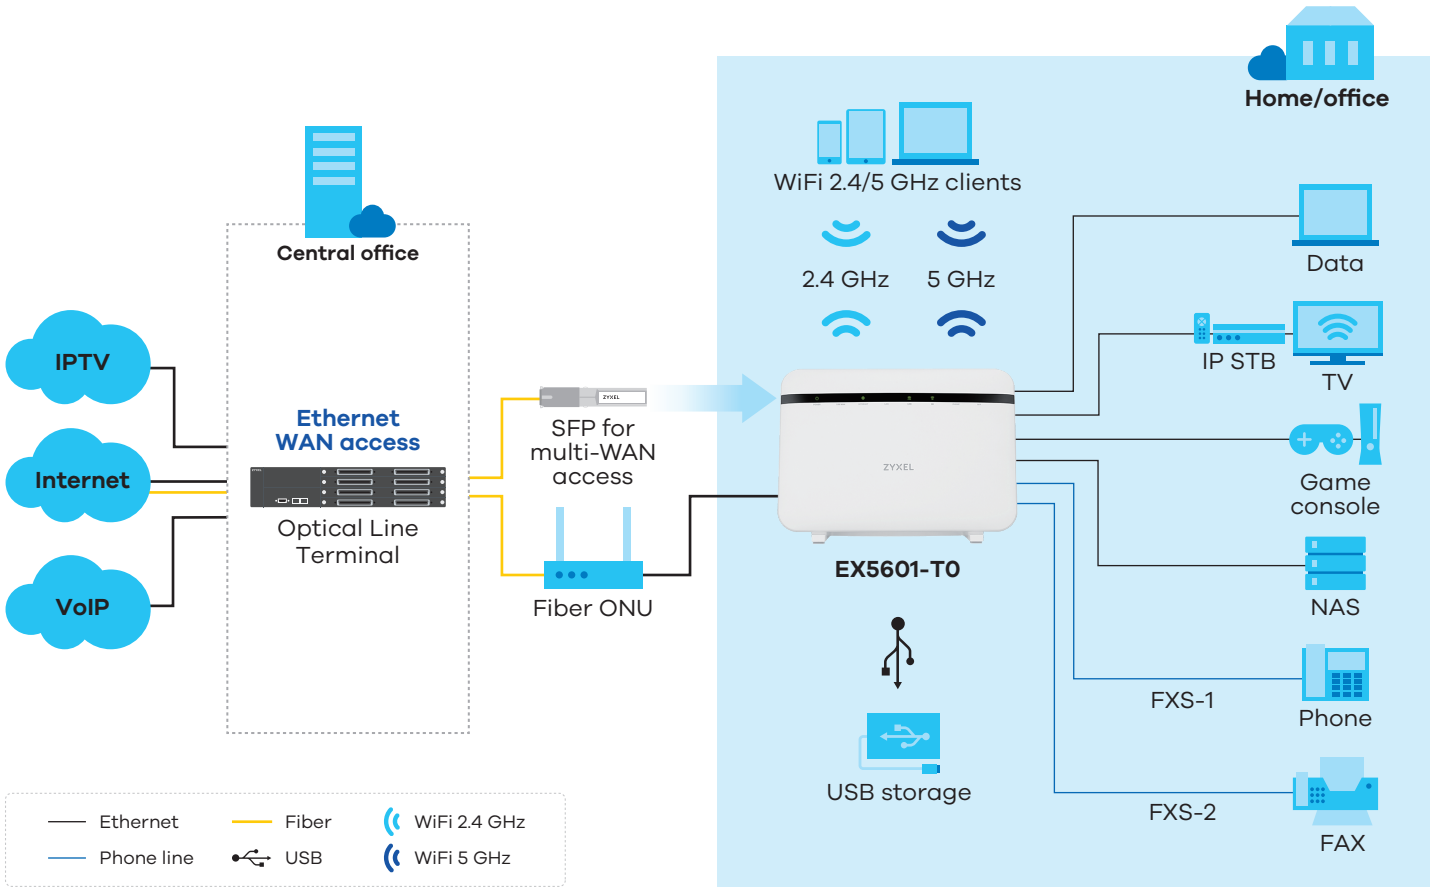 Home/office
WiFi 2.4/5 GHz clients
2.4 GHz
5 GHz
Central office
IPTV
Internet
VoIP
Ethernet
WAN access
ZYXEL
Optical Line
Terminal
ZYXEL
SFP for
multi-WAN
access
Fiber ONU
ZYXEL
EX5601-T0
USB storage
Data
IP STB
TV
Game
console
NAS
FXS-1
Phone
FXS-2
FAX
Ethernet
Fiber
WiFi 2.4 GHz
Phone line
USB
WiFi 5 GHz